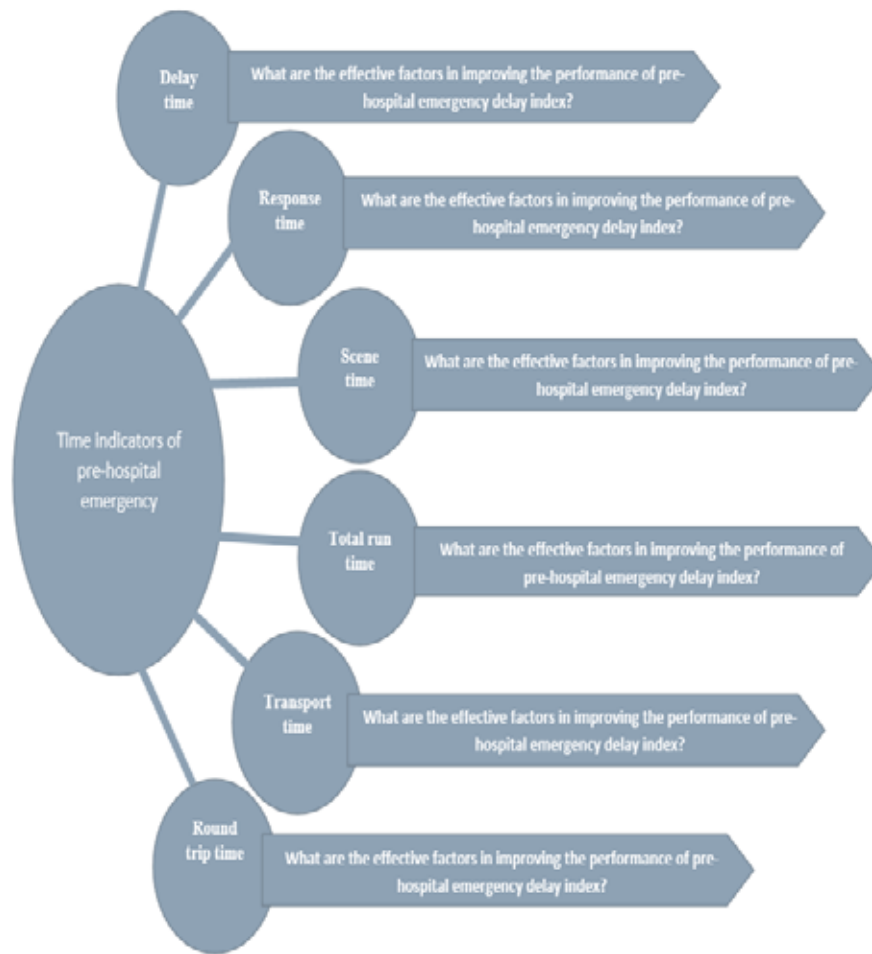 Delay
time
What are the effective factors in improving the performance of pre-
hospital emergency delay index?
Response
time
What are the effective factors in improving the performance of pre-
hospital emergency delay index?
Scene
time
What are the effective factors in improving the performance of pre-
hospital emergency delay index?
Time indicators of
pre-hospital
emergency
Total run
time
What are the effective factors in improving the performance of
pre-hospital emergency delay index?
Transport
time
What are the effective factors in improving the performance of pre-
hospital emergency delay index?
Round
trip time
What are the effective factors in improving the performance of pre-
hospital emergency delay index?